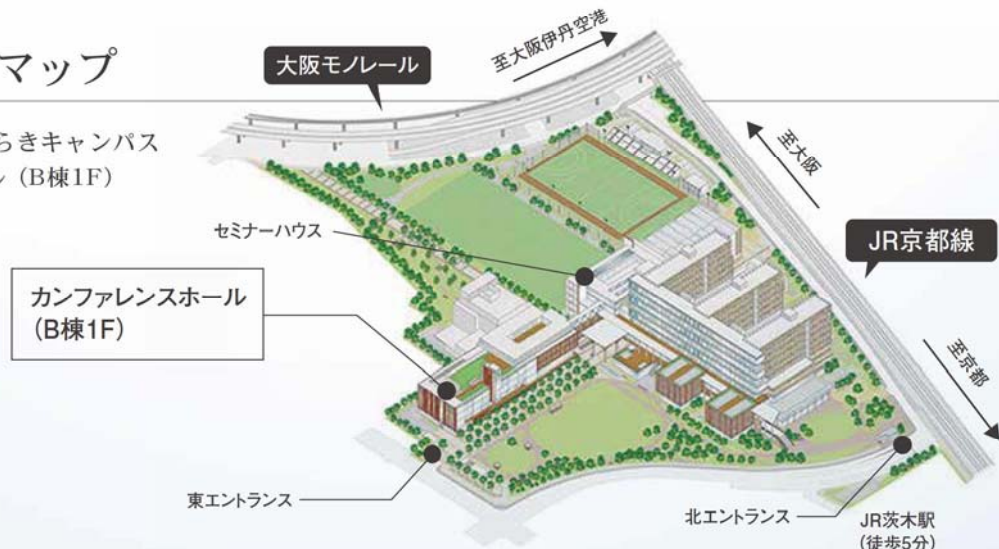 マップ
らきキャンパス
(B棟1F)
大阪モノレール
至大阪伊丹空港
至大阪
JR京都線
至京都
セミナーハウス
カンファレンスホール
(B棟1F)
東エントランス
北エントランス
JR茨木駅
(徒歩5分)